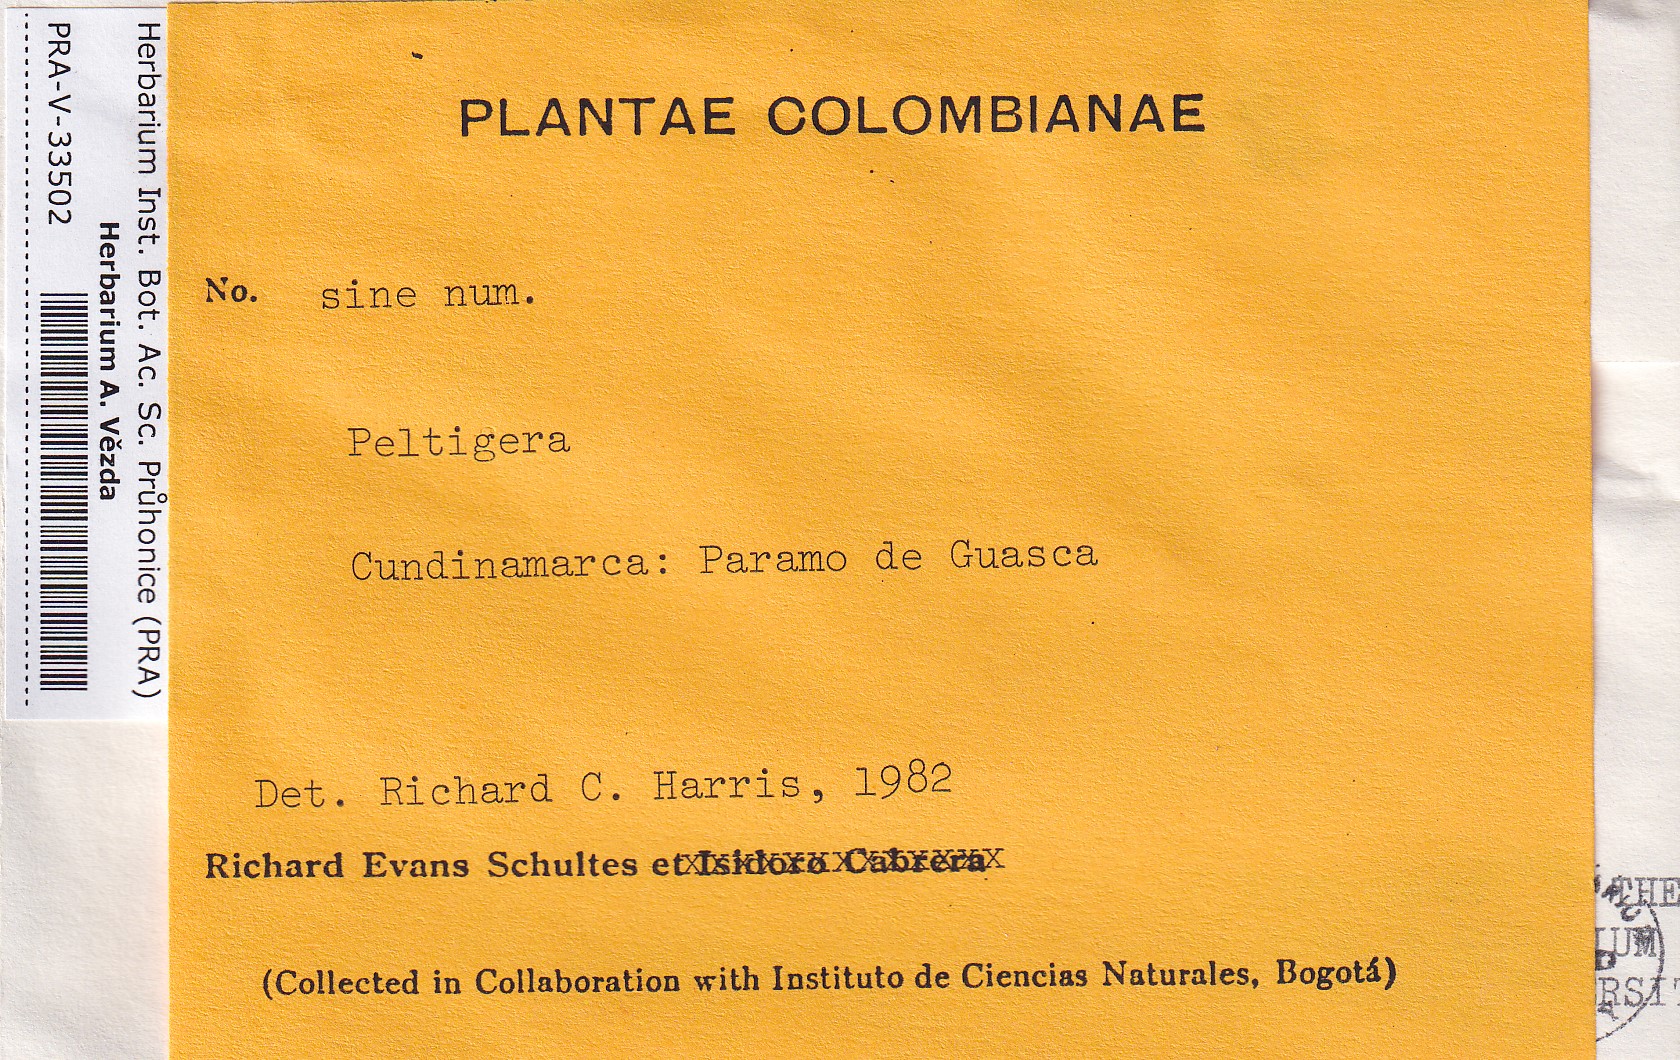 Herbarium Inst. Bot. Ac. Sc. Průhonice (PRA)
Herbarium A. Vězda
PRA-V-33502
PLANTAE COLOMBIANAE
No. sine num.
Peltigera
Cundinamarca: Paramo de Guasca
Det. Richard C. Harris, 1982
Richard Evans Schultes et Isidoro Cabrera
(Collected in Collaboration with Instituto de Ciencias Naturales, Bogotá)
THE